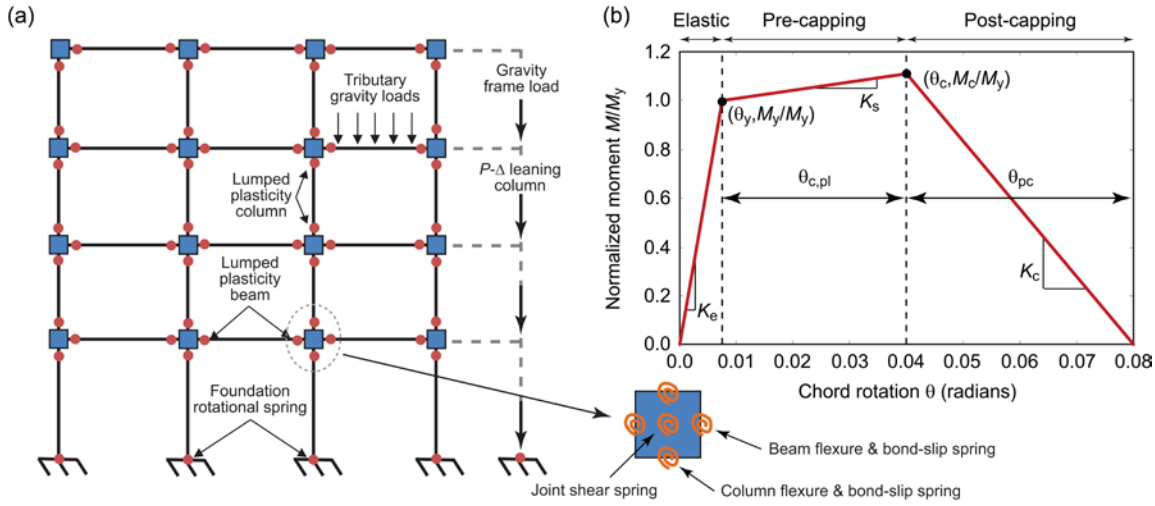 (a)
Tributary
gravity loads
Gravity
frame load
Lumped
plasticity
column
P-Δ leaning
column
Lumped
plasticity
beam
Foundation
rotational spring
Joint shear spring
Beam flexure & bond-slip spring
Column flexure & bond-slip spring
(b)
Elastic Pre-capping Post-capping
Normalized moment M/My
1.2
1.0
0.8
0.6
0.4
0.2
0.0
(θy, My/My)
Ks
(θc, Mc/My)
θc,pl
θpc
Ke
Kc
0.0 0.01 0.02 0.03 0.04 0.05 0.06 0.07 0.08
Chord rotation θ (radians)